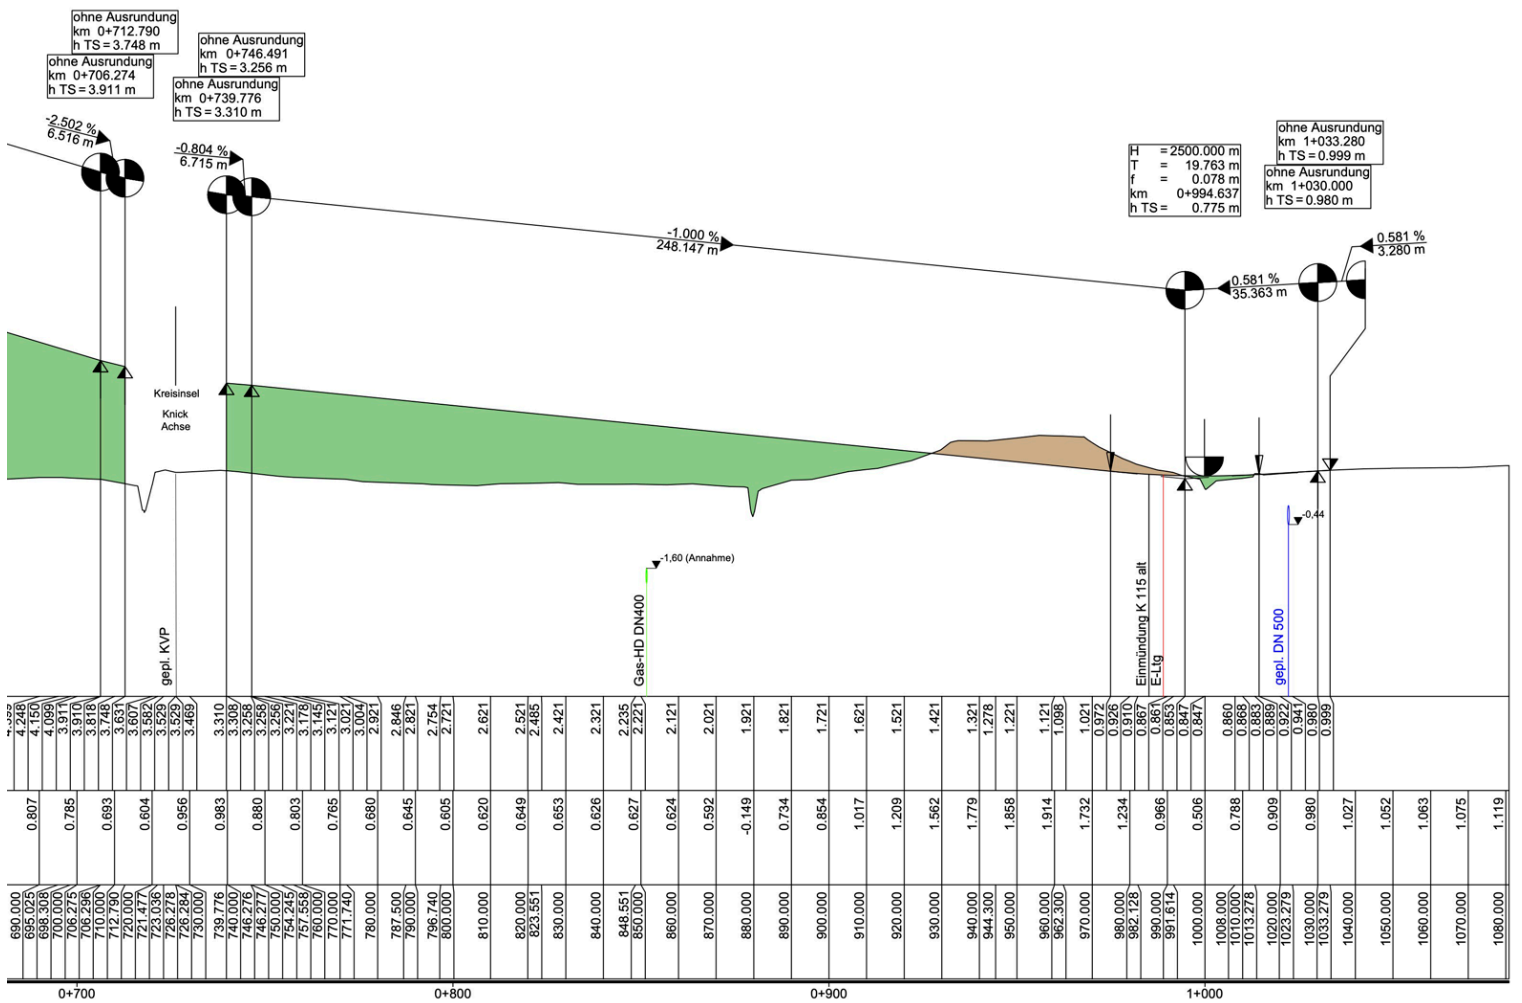 ohne Ausrundung
km 0+712.790
h TS = 3.748 m
ohne Ausrundung
km 0+706.274
h TS = 3.911 m
ohne Ausrundung
km 0+746.491
h TS = 3.256 m
ohne Ausrundung
km 0+739.776
h TS = 3.310 m
-2.502 %
6.516 m
-0.804 %
6.715 m
-1.000 %
248.147 m
H = 2500.000 m
T = 19.763 m
f = 0.078 m
km 0+994.637
h TS = 0.775 m
ohne Ausrundung
km 1+033.280
h TS = 0.999 m
ohne Ausrundung
km 1+030.000
h TS = 0.980 m
0.581 %
3.280 m
0.581 %
35.363 m
Kreisinsel
Knick
Achse
-0,44
-1,60 (Annahme)
gepl. KVP
Gas-HD DN400
Einmündung K 115 alt
E-Ltg
gepl. DN 500
4.248 4.150 4.099 3.911 3.910 3.818 3.748 3.631 3.607 3.582 3.529 3.529 3.469 3.310 3.308 3.258 3.258 3.256 3.221 3.178 3.145 3.121 3.021 3.004 2.921 2.846 2.821 2.754 2.721 2.621 2.521 2.485 2.421 2.321 2.235 2.221 2.121 2.021 1.921 1.821 1.721 1.621 1.521 1.421 1.321 1.278 1.221 1.121 1.098 1.021 0.972 0.926 0.910 0.867 0.861 0.853 0.847 0.847 0.860 0.868 0.883 0.889 0.922 0.941 0.980 0.999
0.807 0.785 0.693 0.604 0.956 0.983 0.880 0.803 0.765 0.680 0.645 0.605 0.620 0.649 0.653 0.626 0.627 0.624 0.592 -0.149 0.734 0.854 1.017 1.209 1.562 1.779 1.858 1.914 1.732 1.234 0.966 0.506 0.788 0.909 0.980 1.027 1.052 1.063 1.075 1.119
690.000 695.025 698.308 700.000 706.275 706.296 710.000 712.790 720.000 721.477 723.036 726.278 726.284 730.000 739.776 740.000 746.276 746.277 750.000 754.245 757.558 760.000 770.000 771.740 780.000 787.500 790.000 796.740 800.000 810.000 820.000 823.551 830.000 840.000 848.551 850.000 860.000 870.000 880.000 890.000 900.000 910.000 920.000 930.000 940.000 944.300 950.000 960.000 962.300 970.000 980.000 982.128 990.000 991.614 1000.000 1008.000 1010.000 1013.278 1020.000 1023.279 1030.000 1033.279 1040.000 1050.000 1060.000 1070.000 1080.000
0+700 0+800 0+900 1+000